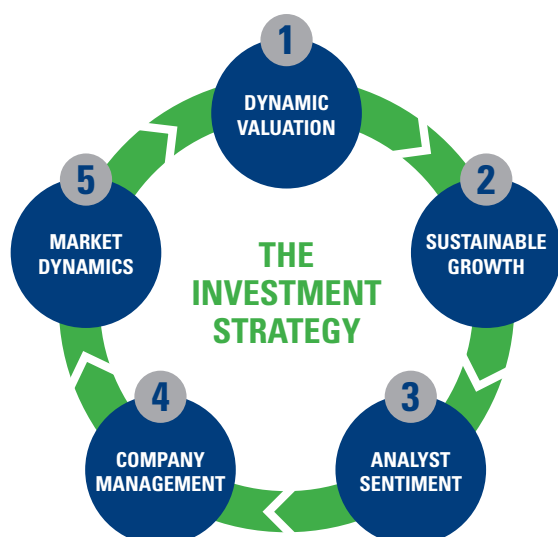 1
DYNAMIC
VALUATION
2
SUSTAINABLE
GROWTH
3
ANALYST
SENTIMENT
4
COMPANY
MANAGEMENT
5
MARKET
DYNAMICS
THE
INVESTMENT
STRATEGY